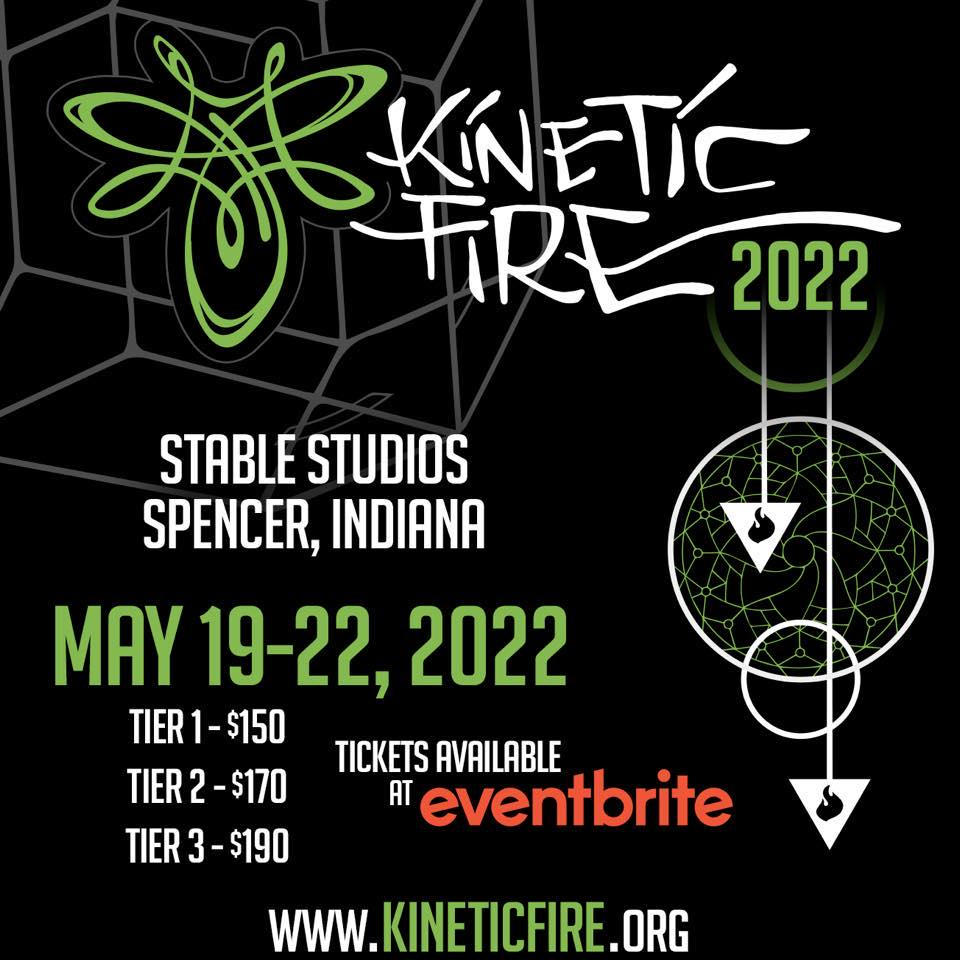 KiNETiC
FiRE
2022
STABLE STUDIOS
SPENCER, INDIANA
MAY 19-22, 2022
TIER 1 - $150
TIER 2 - $170
TIER 3 - $190
TICKETS AVAILABLE
AT eventbrite
WWW.KINETICFIRE.ORG